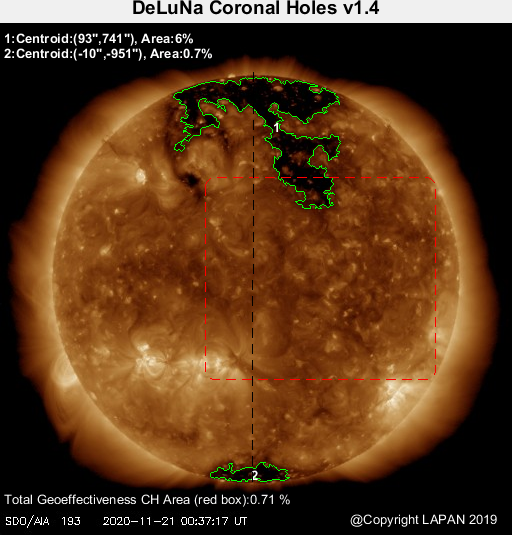 DeLuNa Coronal Holes v1.4
1:Centroid:(93",741"), Area:6%
2:Centroid:(-10",-951"), Area:0.7%
1
2
Total Geoeffectiveness CH Area (red box):0.71 %
SDO/AIA 193 2020-11-21 00:37:17 UT
@Copyright LAPAN 2019